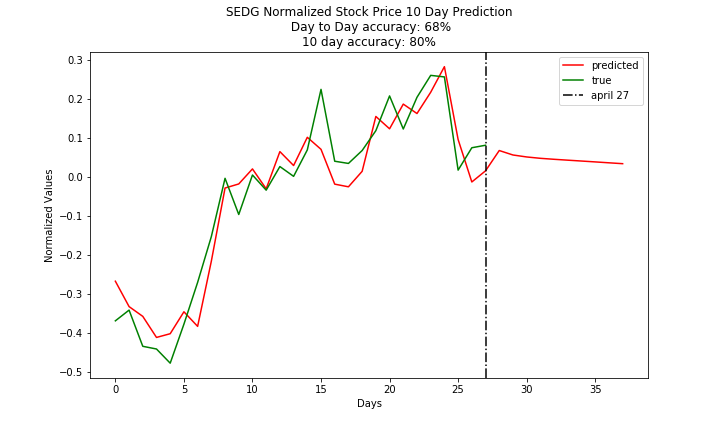 SEDG Normalized Stock Price 10 Day Prediction
Day to Day accuracy: 68%
10 day accuracy: 80%
predicted
true
april 27
Normalized Values
0.3
0.2
0.1
0.0
−0.1
−0.2
−0.3
−0.4
−0.5
0 5 10 15 20 25 30 35
Days